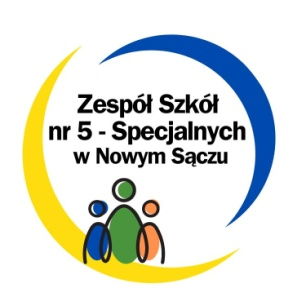 Zespół Szkół
nr 5 - Specjalnych
w Nowym Sączu